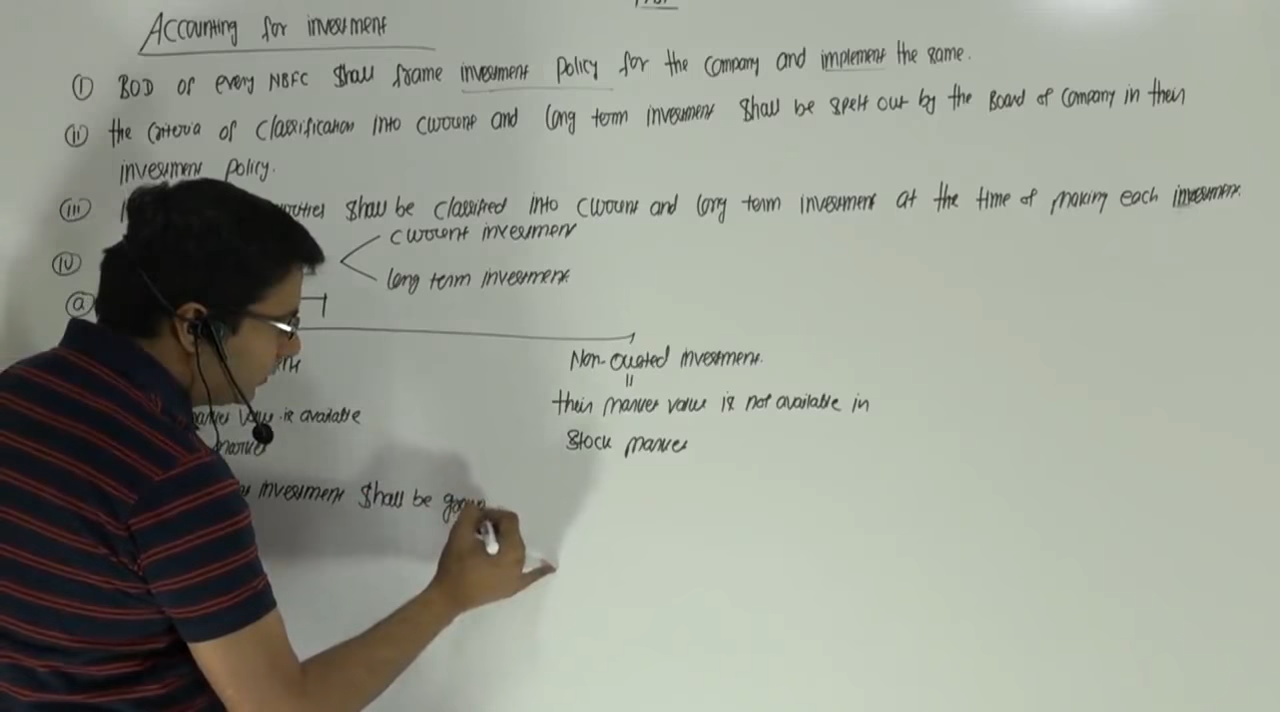 Accounting for investment
(i) BOD of every NBFC shall frame investment policy for the company and implement the same.
(ii) the criteria of classification into current and long term investment shall be spelt out by the Board of Company in their
investment policy.
(iii) shall be classified into current and long term investment at the time of making each investment.
current investment
(iv)
long term investment.
(a)
Non-Quoted investment.
their market value is not available in
value is available
Stock market
market
investment shall be